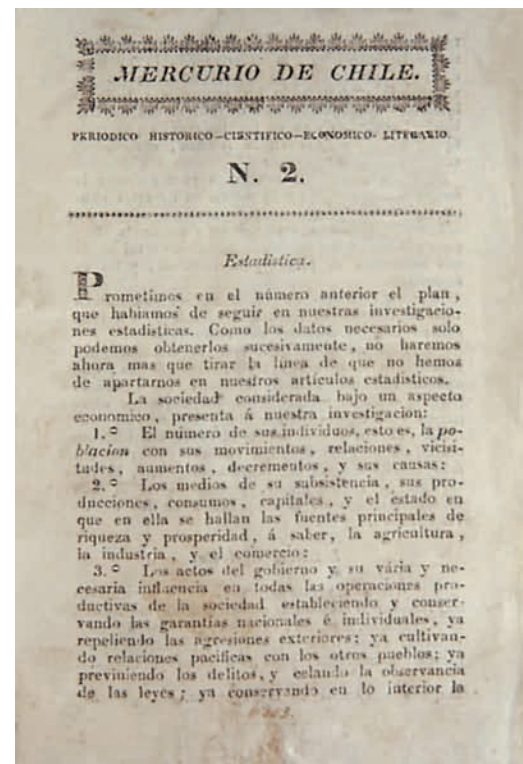 MERCURIO DE CHILE.
PERIODICO HISTORICO-CIENTIFICO-ECONOMICO-LITERARIO.
N. 2.
Estadistica.
Prometimos en el número anterior el plan,
que habiamos de seguir en nuestras investigacio-
nes estadisticas. Como los datos necesarios solo
podemos obtenerlos sucesivamente, no haremos
ahora mas que tirar la linea de que no hemos
de apartarnos en nuestros articulos estadisticos.
La sociedad considerada bajo un aspecto
economico, presenta á nuestra investigacion:
1.º El número de sus individuos, esto es, la po-
blacion con sus movimientos, relaciones, vicisi-
tudes, aumentos, decrementos, y sus causas:
2.º Los medios de su subsistencia, sus pro-
ducciones, consumos, capitales, y el estado en
que en ella se hallan las fuentes principales de
riqueza y prosperidad, á saber, la agricultura,
la industria, y el comercio:
3.º Los actos del gobierno y su vária y ne-
cesaria influencia en todas las operaciones pro-
ductivas de la sociedad estableciendo y conser-
vando las garantias nacionales é individuales, ya
repeliendo las agresiones exteriores; ya cultivan-
do relaciones pacificas con los otros pueblos; ya
previniendo los delitos, y celando la observancia
de las leyes; ya conservando en lo interior la